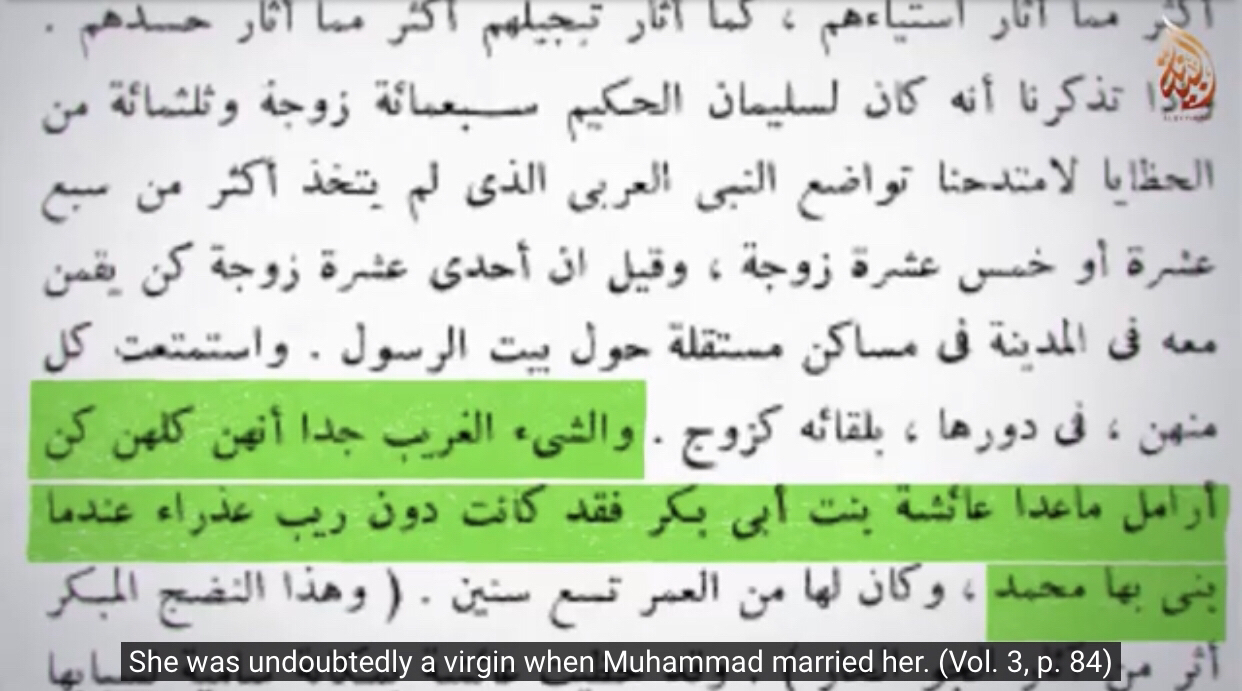 أكثر مما أثار استياءهم ، كما أثار تبجيلهم أكثر مما أثار حسدهم .
تذكرنا أنه كان لسليمان الحكيم سبعمائة زوجة وثلثمائة من
الحظايا لامتدحنا تواضع النبى العربى الذى لم يتخذ أكثر من سبع
عشرة أو خمس عشرة زوجة ، وقيل ان أحدى عشرة زوجة كن يقمن
معه فى المدينة فى مساكن مستقلة حول بيت الرسول . واستمتعت كل
منهن ، فى دورها ، بلقائه كزوج . والشىء الغريب جدا أنهن كلهن كن
أرامل ماعدا عائشة بنت أبى بكر فقد كانت دون ريب عذراء عندما
بنى بها محمد ، وكان لها من العمر تسع سنين . ( وهذا النضج المبكر
أثر من
She was undoubtedly a virgin when Muhammad married her. (Vol. 3, p. 84)